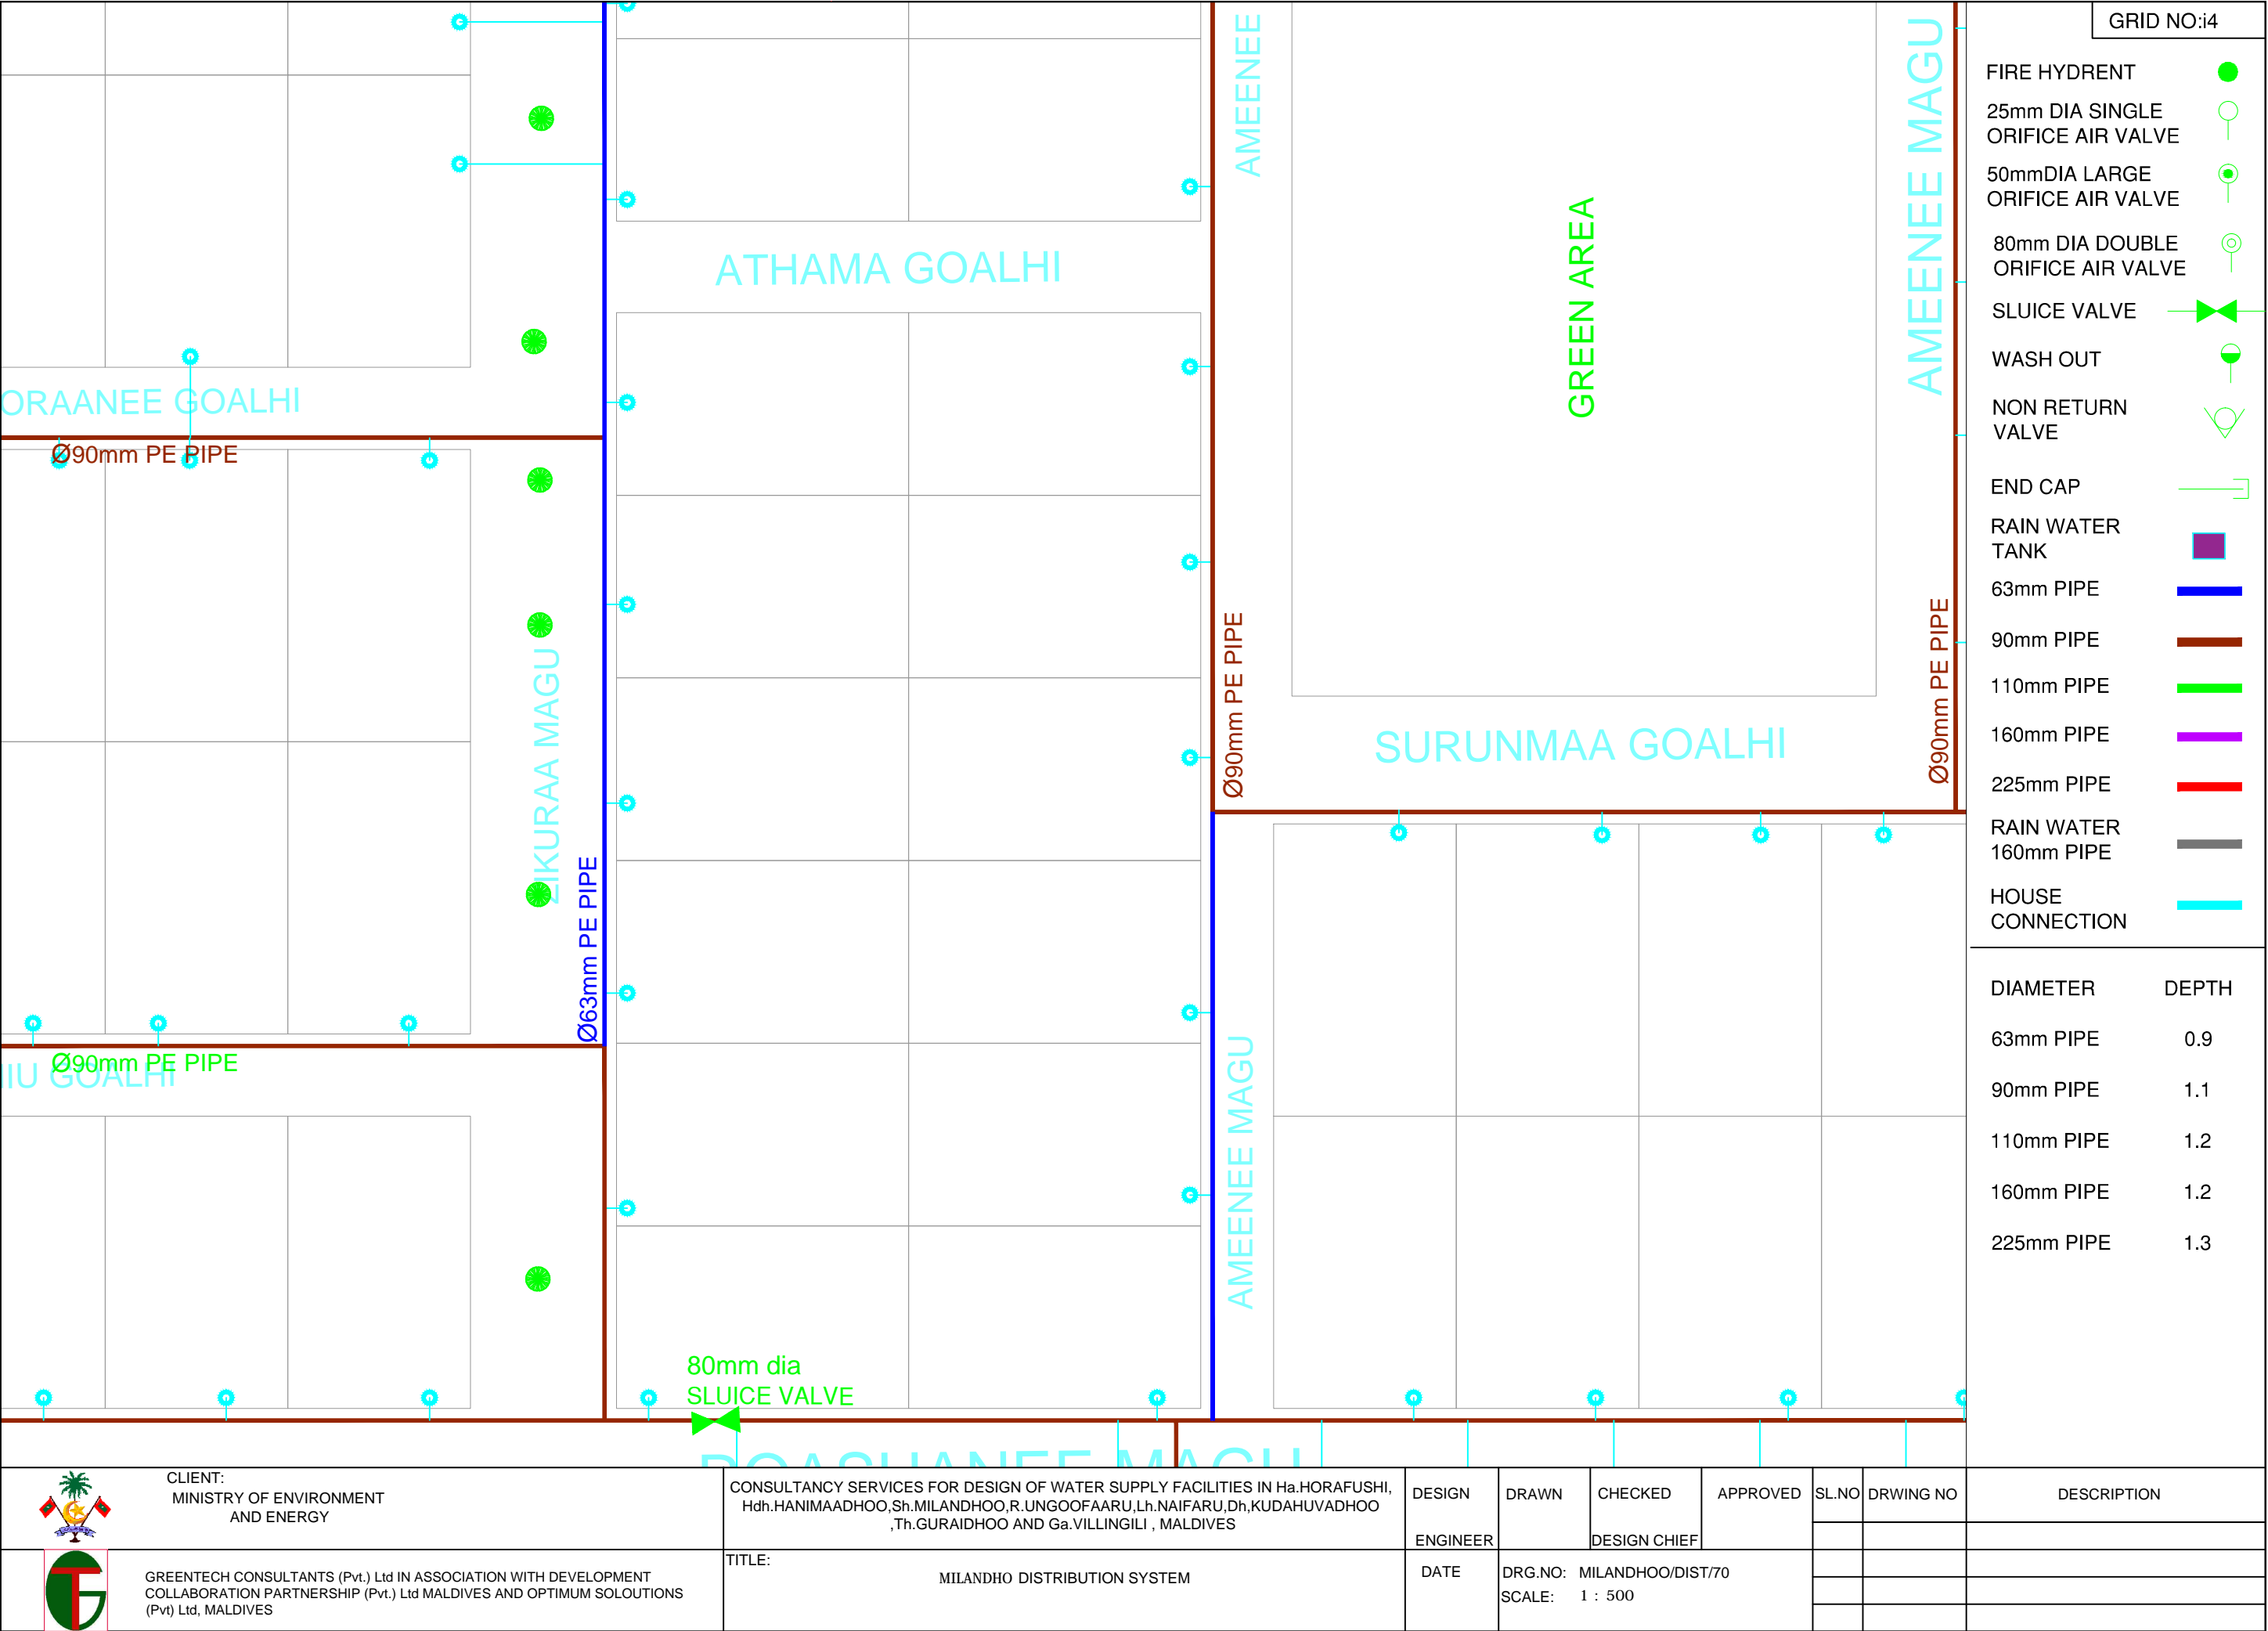 GRID NO:i4
FIRE HYDRENT
25mm DIA SINGLE
ORIFICE AIR VALVE
50mmDIA LARGE
ORIFICE AIR VALVE
80mm DIA DOUBLE
ORIFICE AIR VALVE
SLUICE VALVE
WASH OUT
NON RETURN
VALVE
END CAP
RAIN WATER
TANK
63mm PIPE
90mm PIPE
110mm PIPE
160mm PIPE
225mm PIPE
RAIN WATER
160mm PIPE
HOUSE
CONNECTION
DIAMETER DEPTH
63mm PIPE 0.9
90mm PIPE 1.1
110mm PIPE 1.2
160mm PIPE 1.2
225mm PIPE 1.3
AMEENEE
AMEENEE MAGU
ATHAMA GOALHI
GREEN AREA
ORAANEE GOALHI
Ø90mm PE PIPE
IKURAA MAGU
Ø63mm PE PIPE
Ø90mm PE PIPE
Ø90mm PE PIPE
SURUNMAA GOALHI
Ø90mm PE PIPE
IU GOALHI
AMEENEE MAGU
80mm dia
SLUICE VALVE
CLIENT:
MINISTRY OF ENVIRONMENT
AND ENERGY
GREENTECH CONSULTANTS (Pvt.) Ltd IN ASSOCIATION WITH DEVELOPMENT
COLLABORATION PARTNERSHIP (Pvt.) Ltd MALDIVES AND OPTIMUM SOLOUTIONS
(Pvt) Ltd, MALDIVES
CONSULTANCY SERVICES FOR DESIGN OF WATER SUPPLY FACILITIES IN Ha.HORAFUSHI,
Hdh.HANIMAADHOO,Sh.MILANDHOO,R.UNGOOFAARU,Lh.NAIFARU,Dh,KUDAHUVADHOO
,Th.GURAIDHOO AND Ga.VILLINGILI , MALDIVES
TITLE:
MILANDHO DISTRIBUTION SYSTEM
DESIGN DRAWN CHECKED APPROVED SL.NO DRWING NO DESCRIPTION
ENGINEER DESIGN CHIEF
DATE
DRG.NO: MILANDHOO/DIST/70
SCALE: 1 : 500